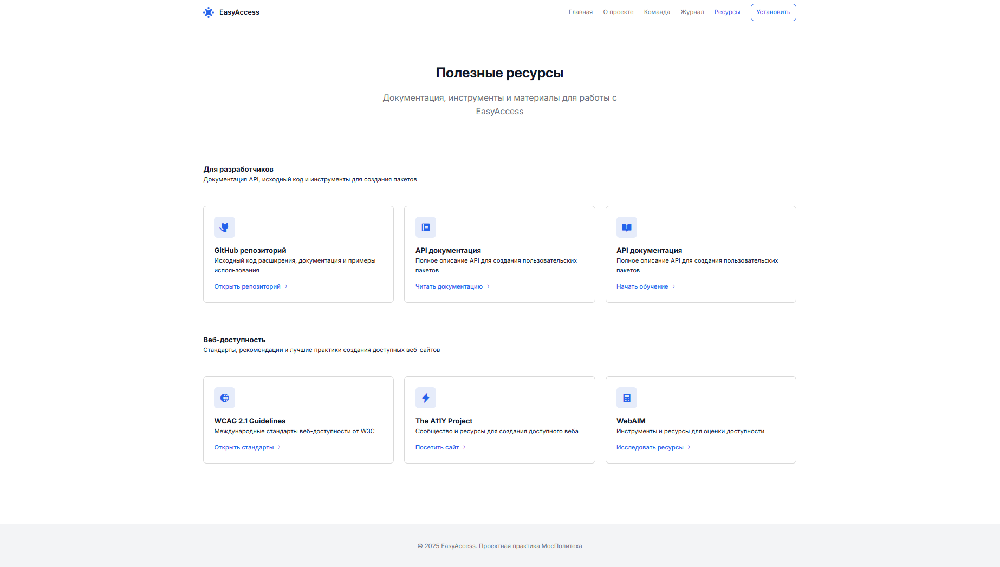 EasyAccess
Главная
О проекте
Команда
Журнал
Ресурсы
Установить
Полезные ресурсы
Документация, инструменты и материалы для работы с
EasyAccess
Для разработчиков
Документация API, исходный код и инструменты для создания пакетов
GitHub репозиторий
Исходный код расширения, документация и примеры
использования
Открыть репозиторий →
API документация
Полное описание API для создания пользовательских
пакетов
Читать документацию →
API документация
Полное описание API для создания пользовательских
пакетов
Начать обучение →
Веб-доступность
Стандарты, рекомендации и лучшие практики создания доступных веб-сайтов
WCAG 2.1 Guidelines
Международные стандарты веб-доступности от W3C
Открыть стандарты →
The A11Y Project
Сообщество и ресурсы для создания доступного веба
Посетить сайт →
WebAIM
Инструменты и ресурсы для оценки доступности
Исследовать ресурсы →
© 2025 EasyAccess. Проектная практика МосПолитеха